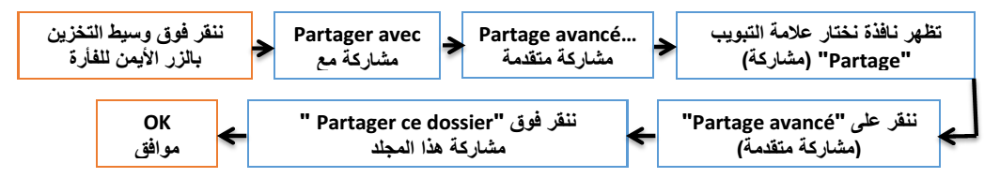 ننقر فوق وسيط التخزين
بالزر الأيمن للفأرة
Partager avec
مشاركة مع
Partage avancé...
مشاركة متقدمة
تظهر نافذة نختار علامة التبويب
"Partage" (مشاركة)
ننقر على "Partage avancé"
(مشاركة متقدمة)
ننقر فوق "Partager ce dossier "
مشاركة هذا المجلد
OK
موافق